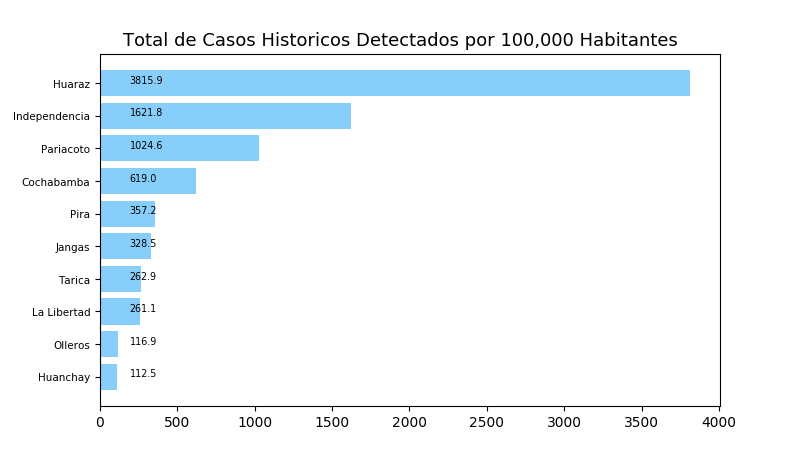 Total de Casos Historicos Detectados por 100,000 Habitantes
Huaraz 3815.9
Independencia 1621.8
Pariacoto 1024.6
Cochabamba 619.0
Pira 357.2
Jangas 328.5
Tarica 262.9
La Libertad 261.1
Olleros 116.9
Huanchay 112.5
0 500 1000 1500 2000 2500 3000 3500 4000